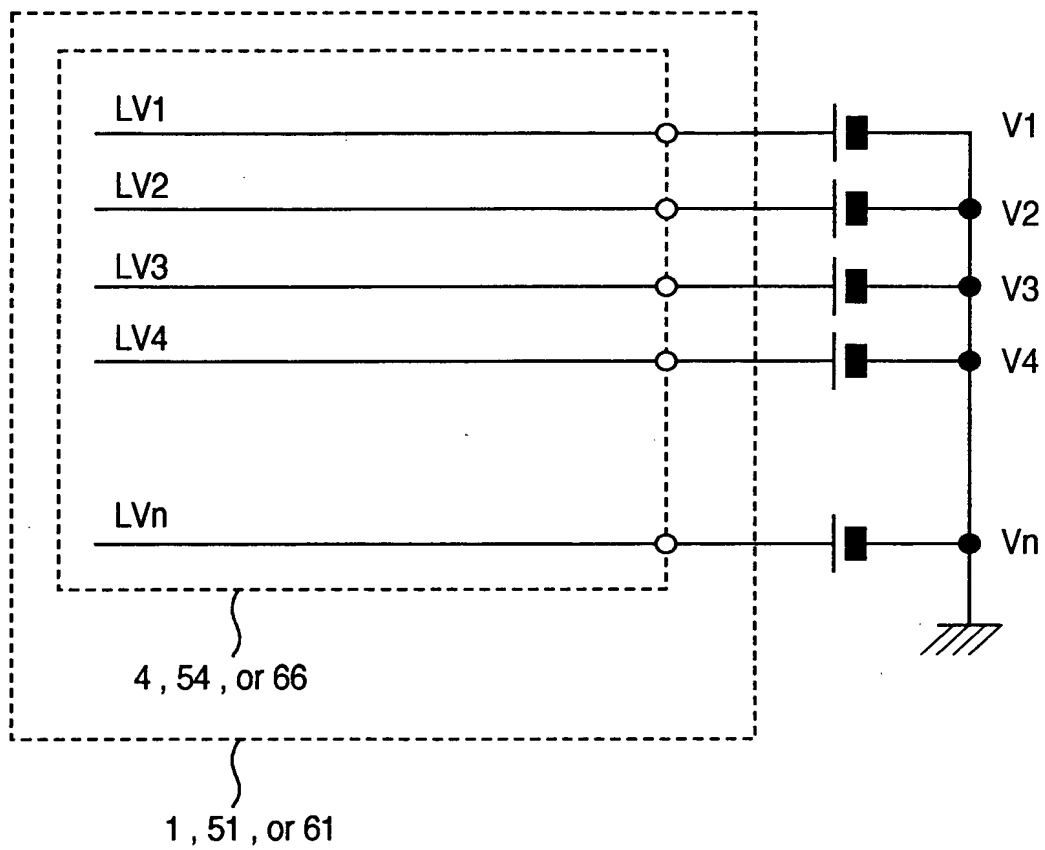 LV1
V1
LV2
V2
LV3
V3
LV4
V4
LVn
Vn
4 , 54 , or 66
1 , 51 , or 61